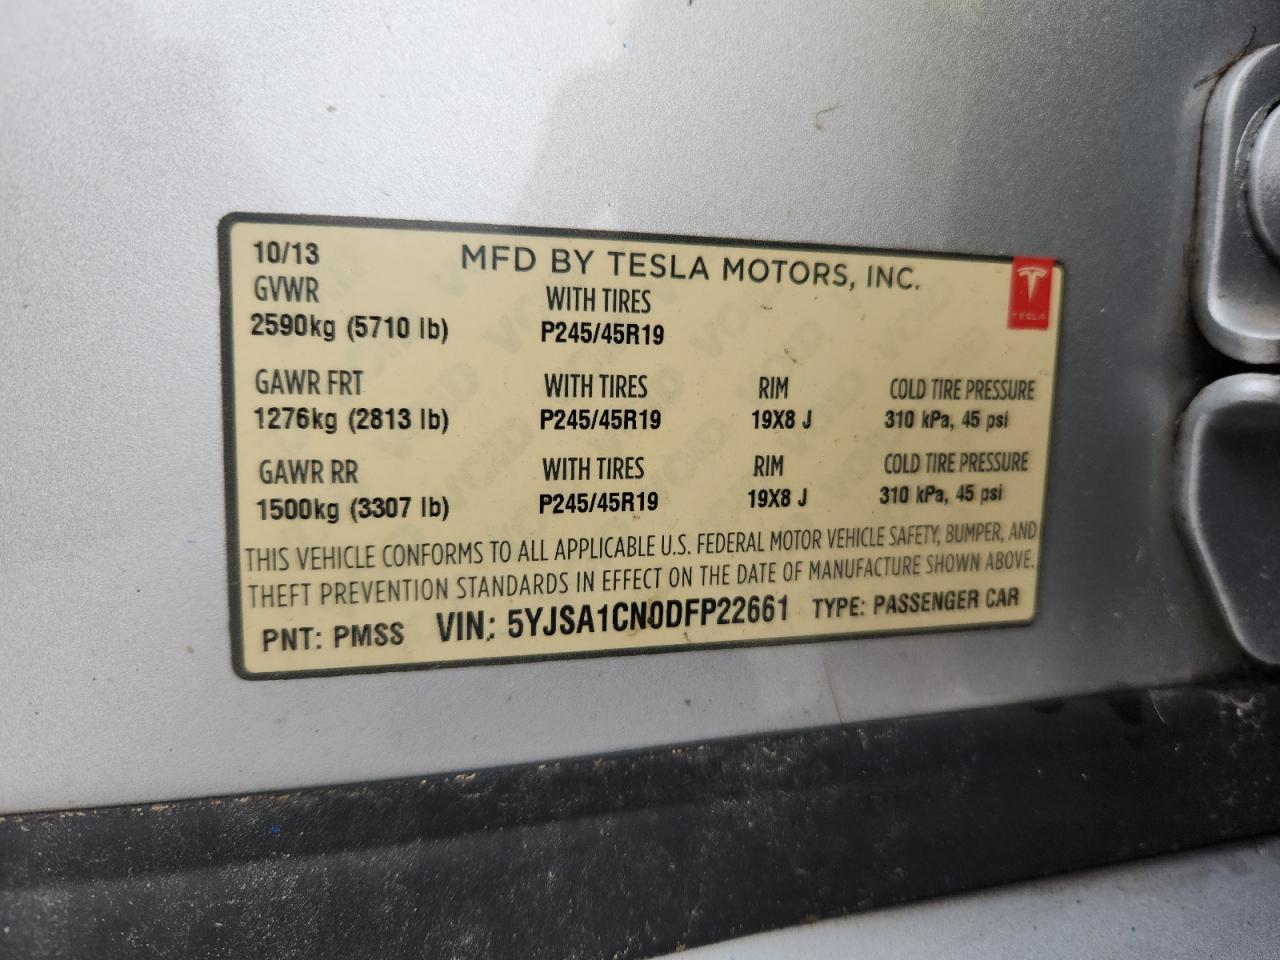 10/13 MFD BY TESLA MOTORS, INC.
TESLA
GVWR WITH TIRES
2590kg (5710 lb) P245/45R19
GAWR FRT WITH TIRES RIM COLD TIRE PRESSURE
1276kg (2813 lb) P245/45R19 19X8 J 310 kPa, 45 psi
GAWR RR WITH TIRES RIM COLD TIRE PRESSURE
1500kg (3307 lb) P245/45R19 19X8 J 310 kPa, 45 psi
THIS VEHICLE CONFORMS TO ALL APPLICABLE U.S. FEDERAL MOTOR VEHICLE SAFETY, BUMPER, AND
THEFT PREVENTION STANDARDS IN EFFECT ON THE DATE OF MANUFACTURE SHOWN ABOVE.
PNT: PMSS VIN: 5YJSA1CN0DFP22661 TYPE: PASSENGER CAR